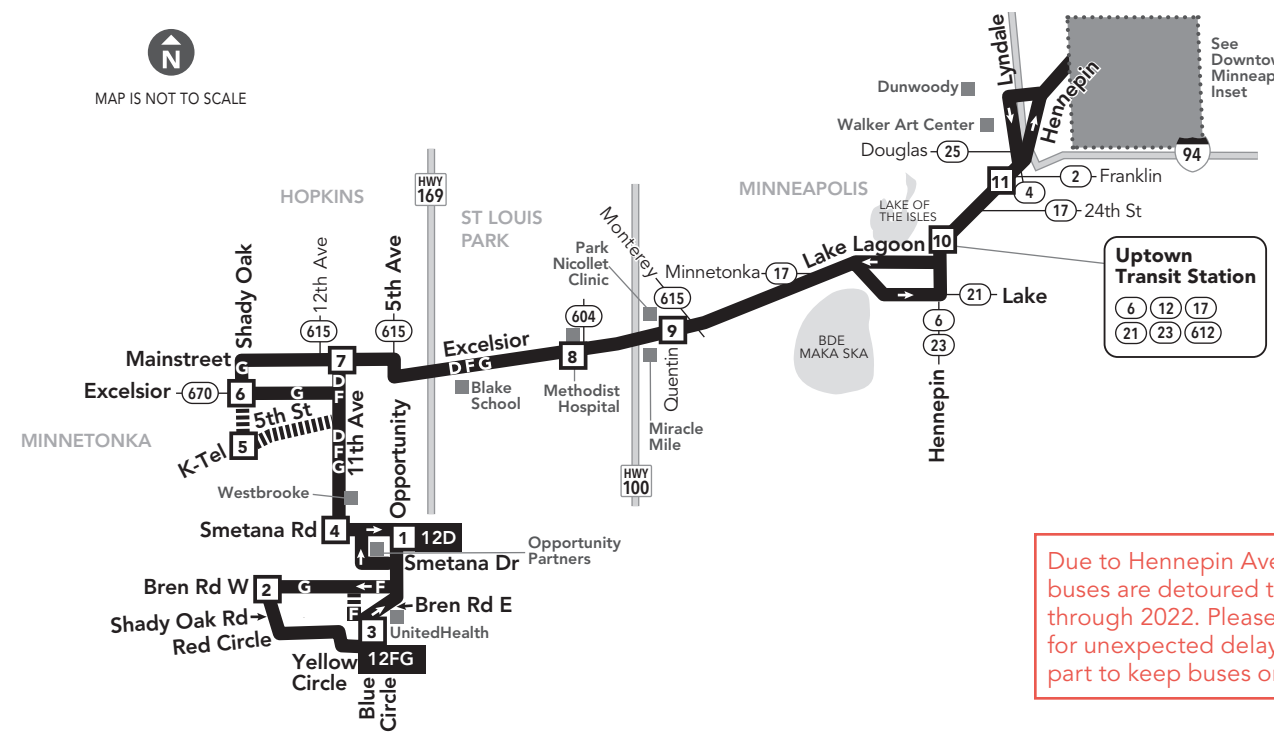 N
MAP IS NOT TO SCALE
HOPKINS
HWY
169
ST LOUIS
PARK
MINNEAPOLIS
MINNETONKA
Lyndale
Hennepin
See
Minneap
Inset
94
Dunwoody
Walker Art Center
Douglas 25
11
2 Franklin
4
17 24th St
LAKE OF
THE ISLES
10
Lake Lagoon
Uptown
Transit Station
6 12 17
21 23 612
Minnetonka 17
21 Lake
6
23
Hennepin
BDE
MAKA SKA
Monterey
615
Park
Nicollet
Clinic
604
9
Quentin
8
Methodist
Hospital
Miracle
Mile
HWY
100
Excelsior
D F G
Blake
School
Shady Oak
12th Ave
5th Ave
615
615
Mainstreet
G
7
Excelsior 670
6
G
D
F
5th St
K-Tel
5
D
F
G
11th Ave
Opportunity
Westbrooke
Smetana Rd
4
1 12D
Opportunity
Partners
Smetana Dr
Bren Rd W
2
G
F
F
Bren Rd E
Shady Oak Rd
Red Circle
3
UnitedHealth
12FG
Yellow
Circle
Blue
Circle
Due to Hennepin Ave
buses are detoured t
through 2022. Please
for unexpected delay
part to keep buses o